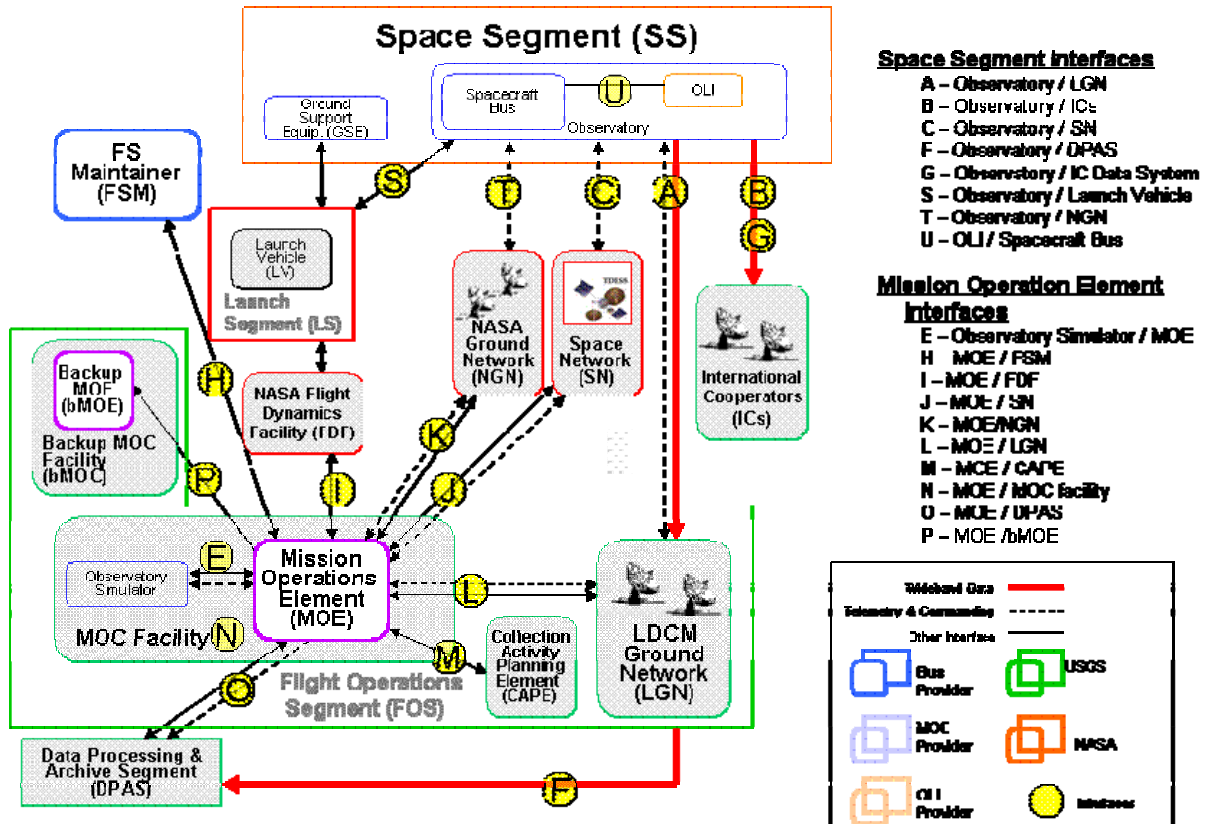 Space Segment (SS)
Ground
Support
Equip. (GSE)
Spacecraft
Bus
U
OLI
Observatory
FS
Maintainer
(FSM)
S
T
C
A
B
G
Launch
Vehicle
(LV)
Launch
Segment (LS)
NASA
Ground
Network
(NGN)
TDRSS
Space
Network
(SN)
International
Cooperators
(ICs)
Backup
MOE
(bMOE)
Backup MOC
Facility
(bMOC)
H
NASA Flight
Dynamics
Facility (FDF)
K
P
I
J
E
Observatory
Simulator
Mission
Operations
Element
(MOE)
L
MOC Facility
N
M
Collection
Activity
Planning
Element
(CAPE)
LDCM
Ground
Network
(LGN)
O
Flight Operations
Segment (FOS)
Data Processing &
Archive Segment
(DPAS)
F
Space Segment Interfaces
A – Observatory / LGN
B – Observatory / ICs
C – Observatory / SN
F – Observatory / DPAS
G – Observatory / IC Data System
S – Observatory / Launch Vehicle
T – Observatory / NGN
U – OLI / Spacecraft Bus
Mission Operation Element
Interfaces
E – Observatory Simulator / MOE
H – MOE / FSM
I – MOE / FDF
J – MOE / SN
K – MOE/NGN
L – MOE / LGN
M – MOE / CAPE
N – MOE / MOC facility
O – MOE / DPAS
P – MOE /bMOE
Wideband Data
Telemetry & Commanding
Other Interface
Bus
Provider
USGS
MOC
Provider
NASA
OLI
Provider
Interfaces